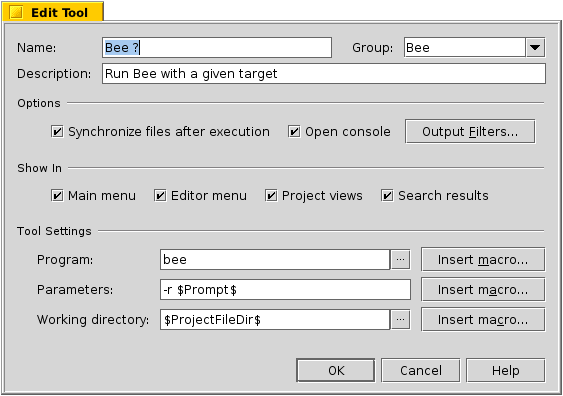 Edit Tool
Name: Bee ? Group: Bee
Description: Run Bee with a given target
Options
Synchronize files after execution Open console Output Filters...
Show In
Main menu Editor menu Project views Search results
Tool Settings
Program: bee ... Insert macro...
Parameters: -r $Prompt$ Insert macro...
Working directory: $ProjectFileDir$ ... Insert macro...
OK Cancel Help